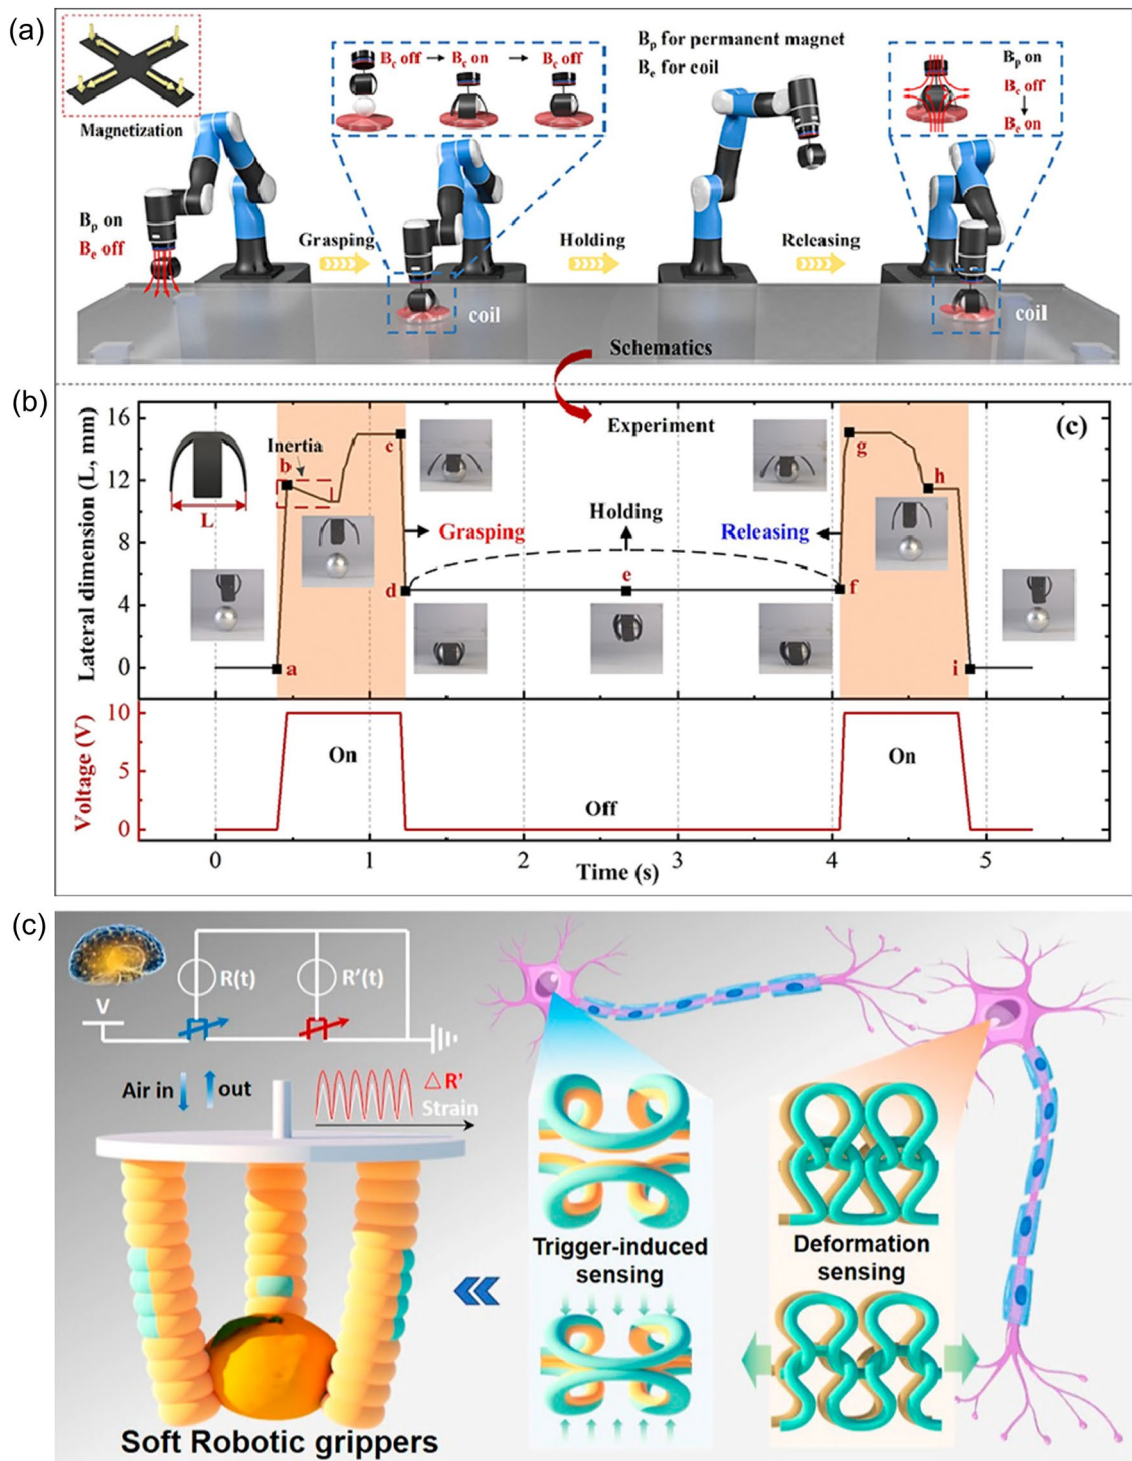 (a)
Magnetization
Bₚ on
Bₑ off
Grasping
Bₑ off → Bₑ on → Bₑ off
coil
Holding
Bₚ for permanent magnet
Bₑ for coil
Releasing
Bₚ on
Bₑ off
Bₑ on
coil
Schematics
(b)
Experiment
(c)
Lateral dimension (L, mm)
16
12
8
4
0
L
Inertia
a
b
c
d
e
f
g
h
i
Grasping
Holding
Releasing
Voltage (V)
10
5
0
On
Off
On
0
1
2
3
4
5
Time (s)
(c)
V
R(t)
R'(t)
Air in
out
△ R'
Strain
Soft Robotic grippers
Trigger-induced
sensing
Deformation
sensing